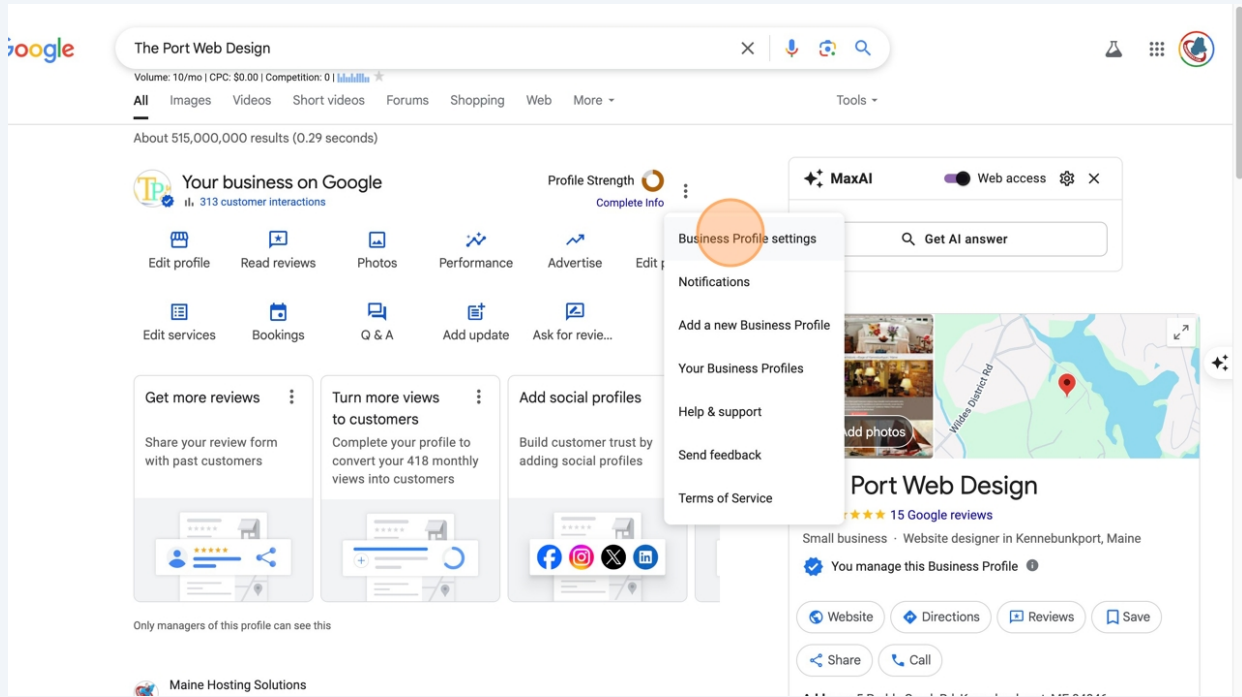 Google
The Port Web Design
Volume: 10/mo | CPC: $0.00 | Competition: 0 |
All Images Videos Short videos Forums Shopping Web More Tools
About 515,000,000 results (0.29 seconds)
Your business on Google
313 customer interactions
Profile Strength
Complete Info
MaxAI Web access
Get AI answer
Edit profile Read reviews Photos Performance Advertise Edit
Edit services Bookings Q & A Add update Ask for revie...
Business Profile settings
Notifications
Add a new Business Profile
Your Business Profiles
Help & support
Send feedback
Terms of Service
Get more reviews
Share your review form
with past customers
Turn more views
to customers
Complete your profile to
convert your 418 monthly
views into customers
Add social profiles
Build customer trust by
adding social profiles
Only managers of this profile can see this
Maine Hosting Solutions
Wildes District Rd
Add photos
Port Web Design
15 Google reviews
Small business · Website designer in Kennebunkport, Maine
You manage this Business Profile
Website Directions Reviews Save
Share Call